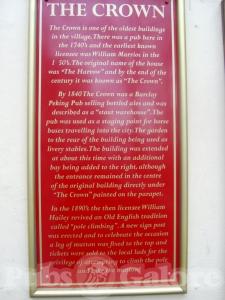 THE CROWN
The Crown is one of the oldest buildings
in the village. There was a pub here in
the 1740's and the earliest known
licensee was William Marrios in the
1 50's. The original name of the house
was "The Harrow" and by the end of the
century it was known as "The Crown".
By 1840 The Crown was a Barclay
Peking Pub selling bottled ales and was
described as a "stout warehouse". The
pub was used as a staging point for horse
buses travelling into the city. The garden
to the rear of the building being used as
livery stables. The building was extended
at about this time with an additional
bay being added to the right, although
the entrance remained in the centre
of the original building directly under
"The Crown" painted on the parapet.
In the 1890's the then licensee William
Hailey revived an Old English tradition
called "pole climbing". A new sign post
was erected and to celebrate the occasion
a leg of mutton was fixed to the top and
tickets were sold to the local lads for the
privilege of attempting to climb the pole
and take the mutton.